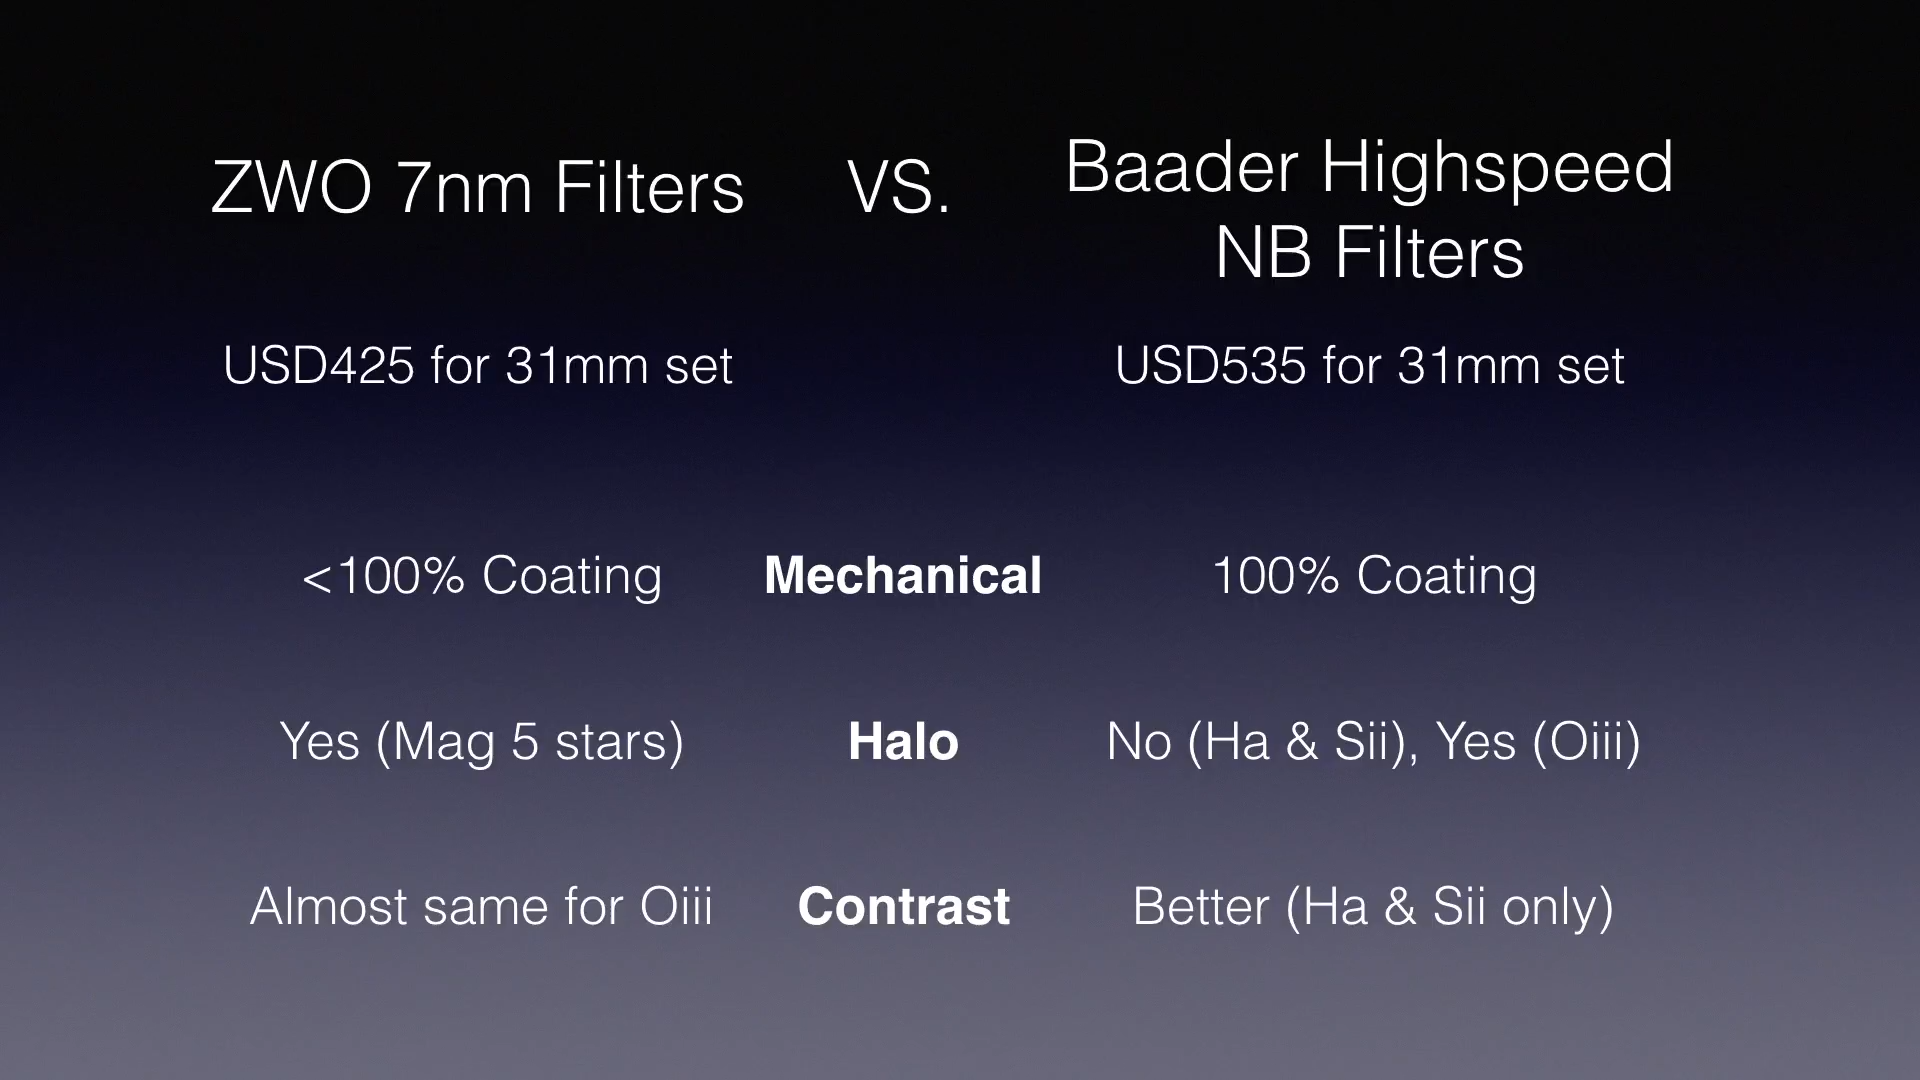 ZWO 7nm Filters VS. Baader Highspeed
NB Filters
USD425 for 31mm set USD535 for 31mm set
<100% Coating Mechanical 100% Coating
Yes (Mag 5 stars) Halo No (Ha & Sii), Yes (Oiii)
Almost same for Oiii Contrast Better (Ha & Sii only)